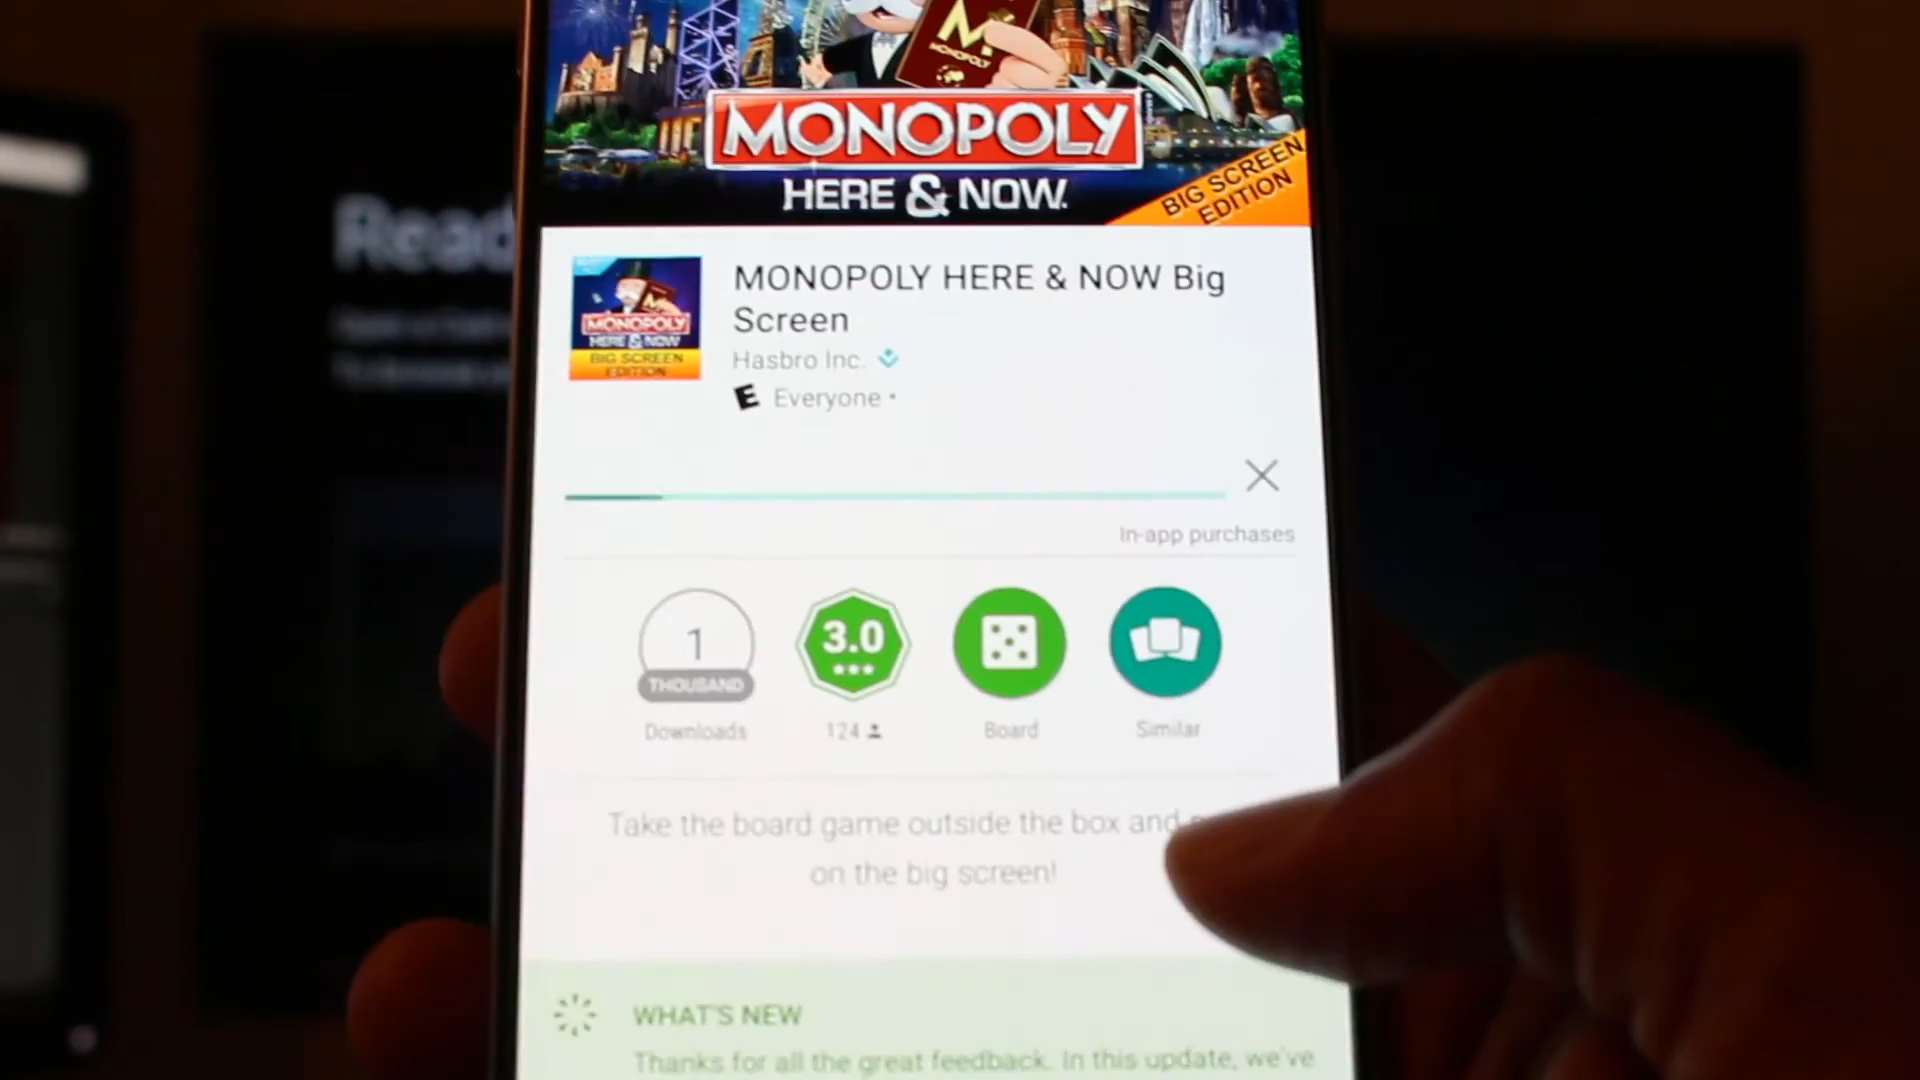 MONOPOLY
MONOPOLY
HERE & NOW.
BIG SCREEN
EDITION
Read
MONOPOLY HERE & NOW Big
Screen
MONOPOLY
HERE & NOW
BIG SCREEN
EDITION
Hasbro Inc.
E Everyone •
In-app purchases
1
THOUSAND
3.0
Downloads
124
Board
Similar
Take the board game outside the box and
on the big screen!
WHAT'S NEW
Thanks for all the great feedback. In this update, we've